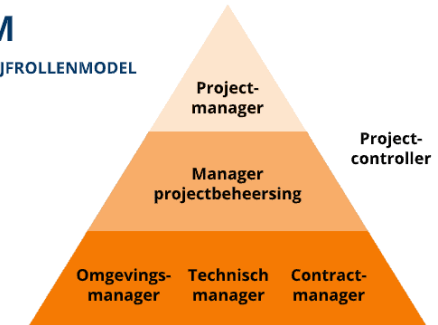 M
JFROLLENMODEL
Project-
manager
Project-
controller
Manager
projectbeheersing
Omgevings-
manager
Technisch
manager
Contract-
manager